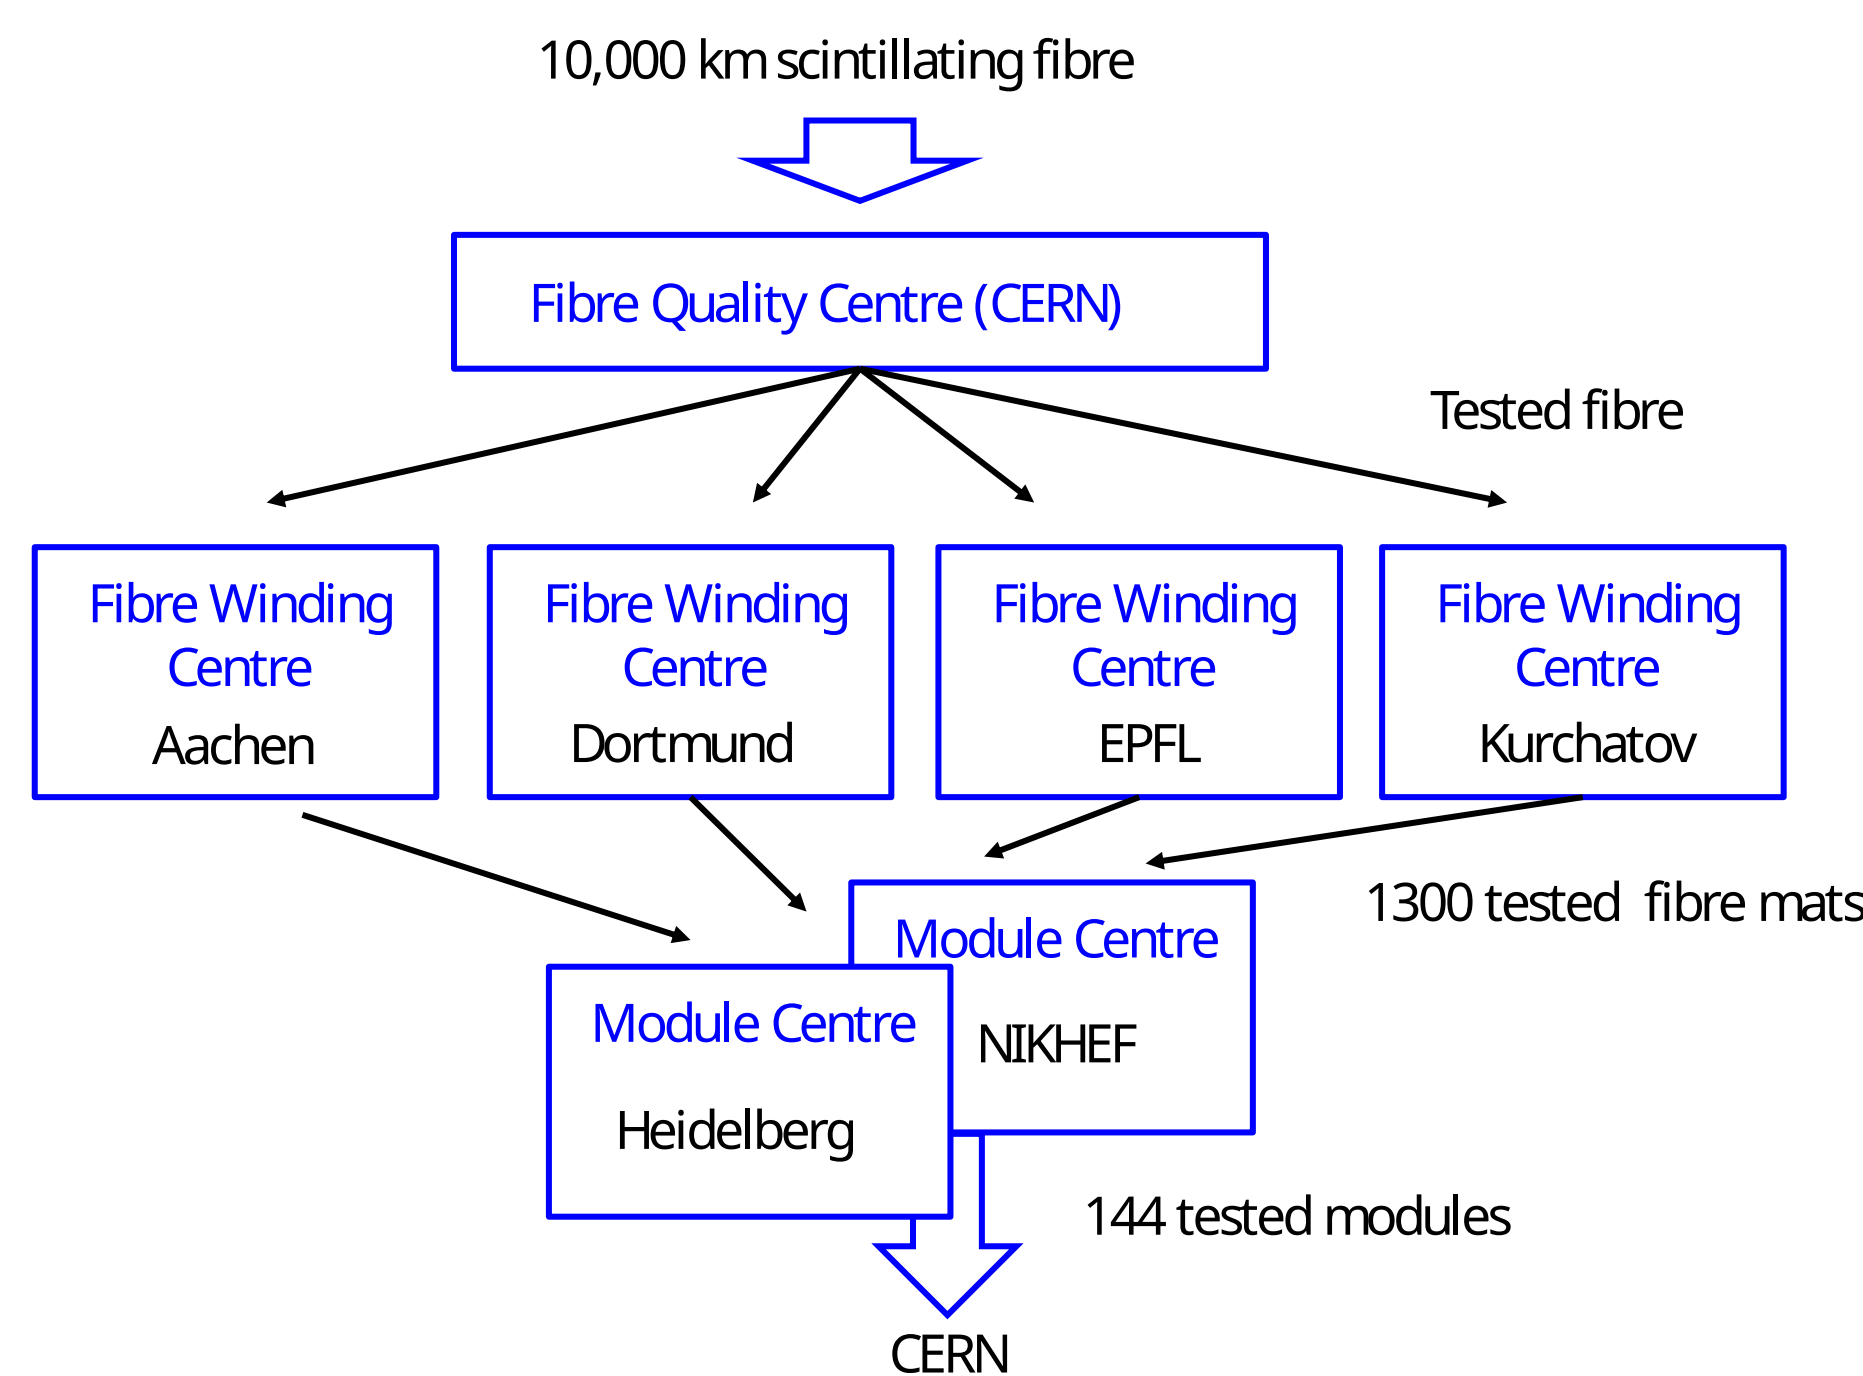 10,000 km scintillating fibre
Fibre Quality Centre (CERN)
Tested fibre
Fibre Winding
Centre
Aachen
Fibre Winding
Centre
Dortmund
Fibre Winding
Centre
EPFL
Fibre Winding
Centre
Kurchatov
1300 tested  fibre mats
Module Centre
NIKHEF
Module Centre
Heidelberg
144 tested modules
CERN